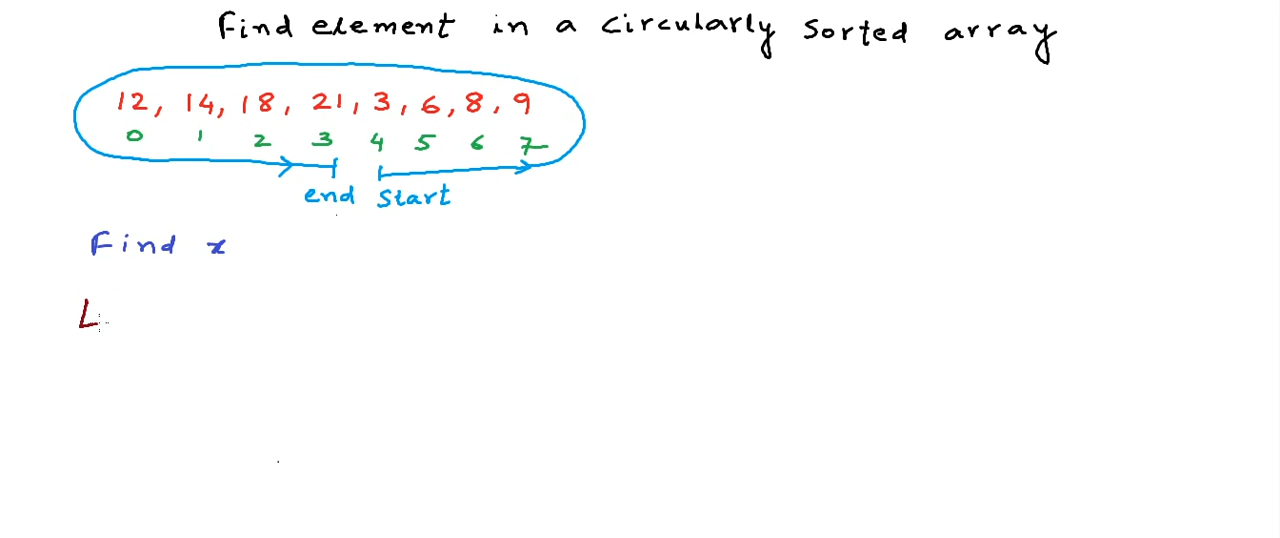 Find element in a circularly sorted array
12, 14, 18, 21, 3, 6, 8, 9
0 1 2 3 4 5 6 7
end start
Find x
L